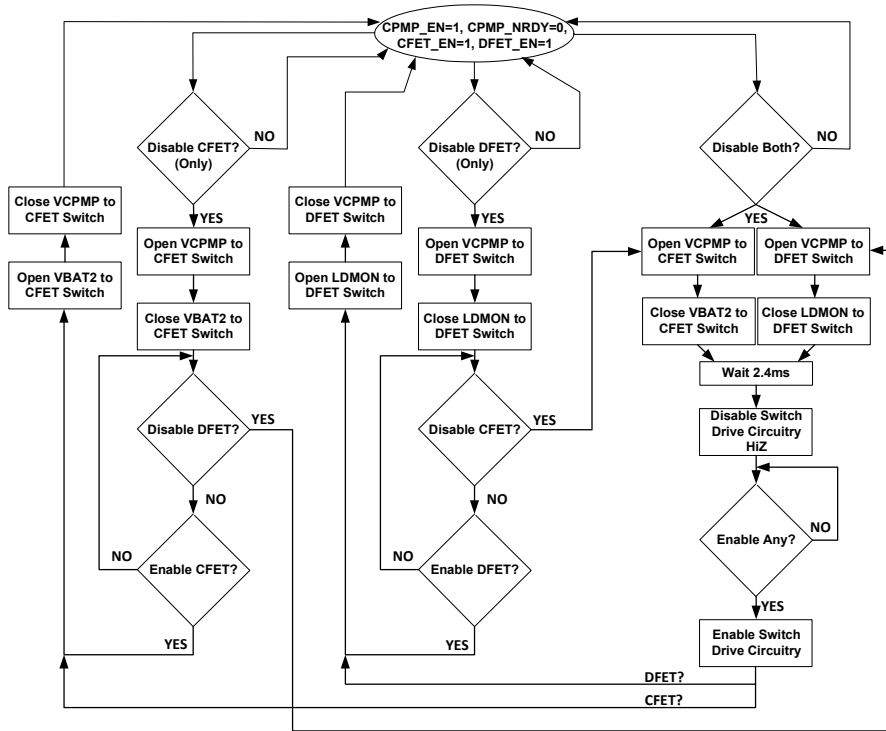 CPMP_EN=1, CPMP_NRDY=0,
CFET_EN=1, DFET_EN=1
Disable CFET?
(Only)
NO
YES
Open VCPMP to
CFET Switch
Close VBAT2 to
CFET Switch
Disable DFET?
YES
NO
Enable CFET?
NO
YES
Close VCPMP to
CFET Switch
Open VBAT2 to
CFET Switch
Disable DFET?
(Only)
NO
YES
Open VCPMP to
DFET Switch
Close LDMON to
DFET Switch
Disable CFET?
YES
NO
Enable DFET?
NO
YES
Close VCPMP to
DFET Switch
Open LDMON to
DFET Switch
Disable Both?
NO
YES
Open VCPMP to
CFET Switch
Open VCPMP to
DFET Switch
Close VBAT2 to
CFET Switch
Close LDMON to
DFET Switch
Wait 2.4ms
Disable Switch
Drive Circuitry
HiZ
Enable Any?
NO
YES
Enable Switch
Drive Circuitry
DFET?
CFET?